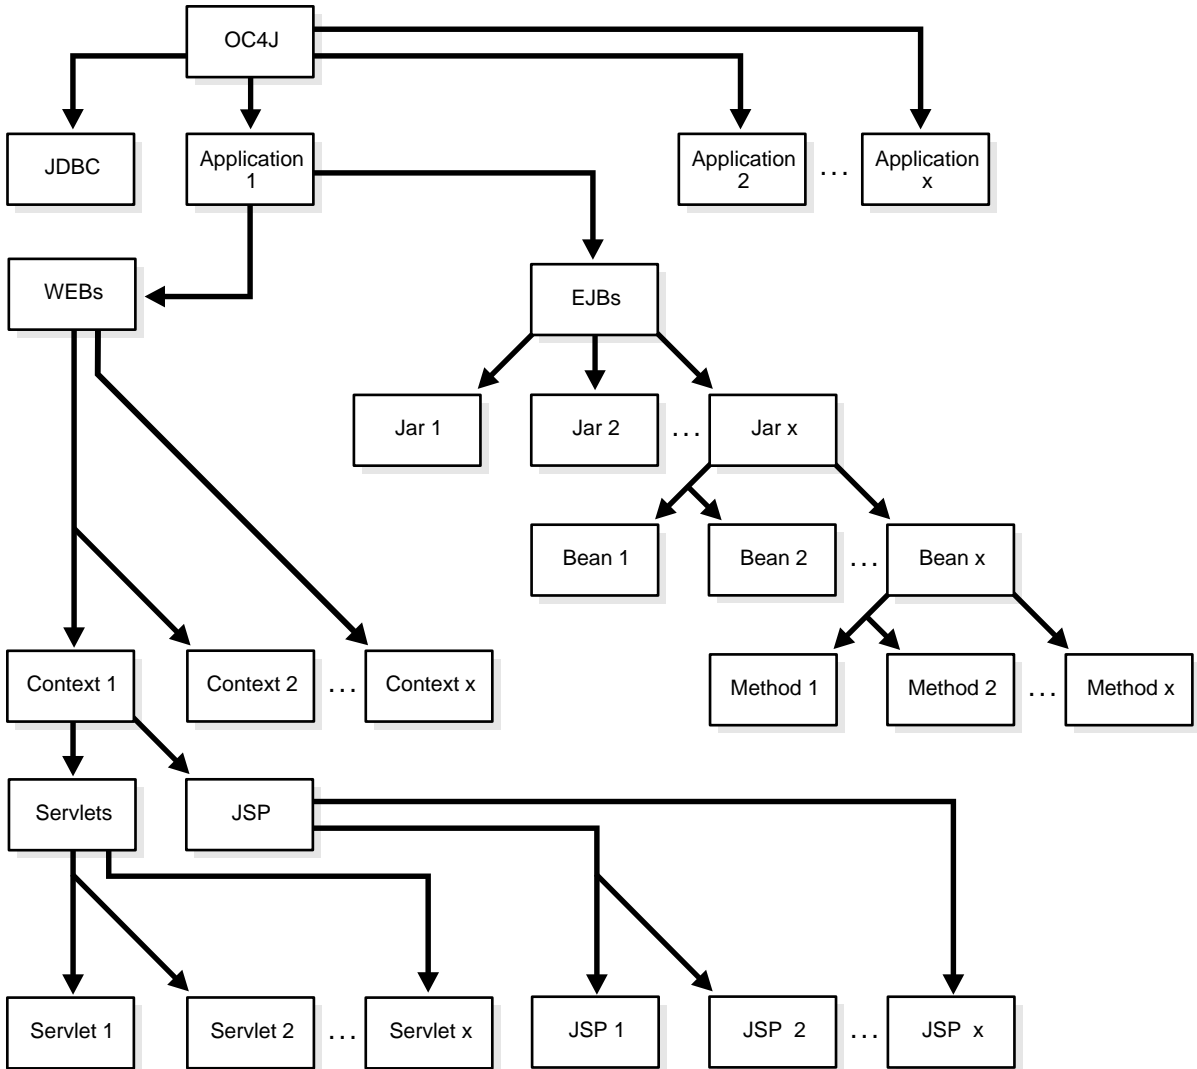 OC4J
JDBC
Application
1
Application
2
...
Application
x
WEBs
EJBs
Jar 1
Jar 2
...
Jar x
Bean 1
Bean 2
...
Bean x
Context 1
Context 2
...
Context x
Method 1
Method 2
...
Method x
Servlets
JSP
Servlet 1
Servlet 2
...
Servlet x
JSP 1
JSP 2
...
JSP x